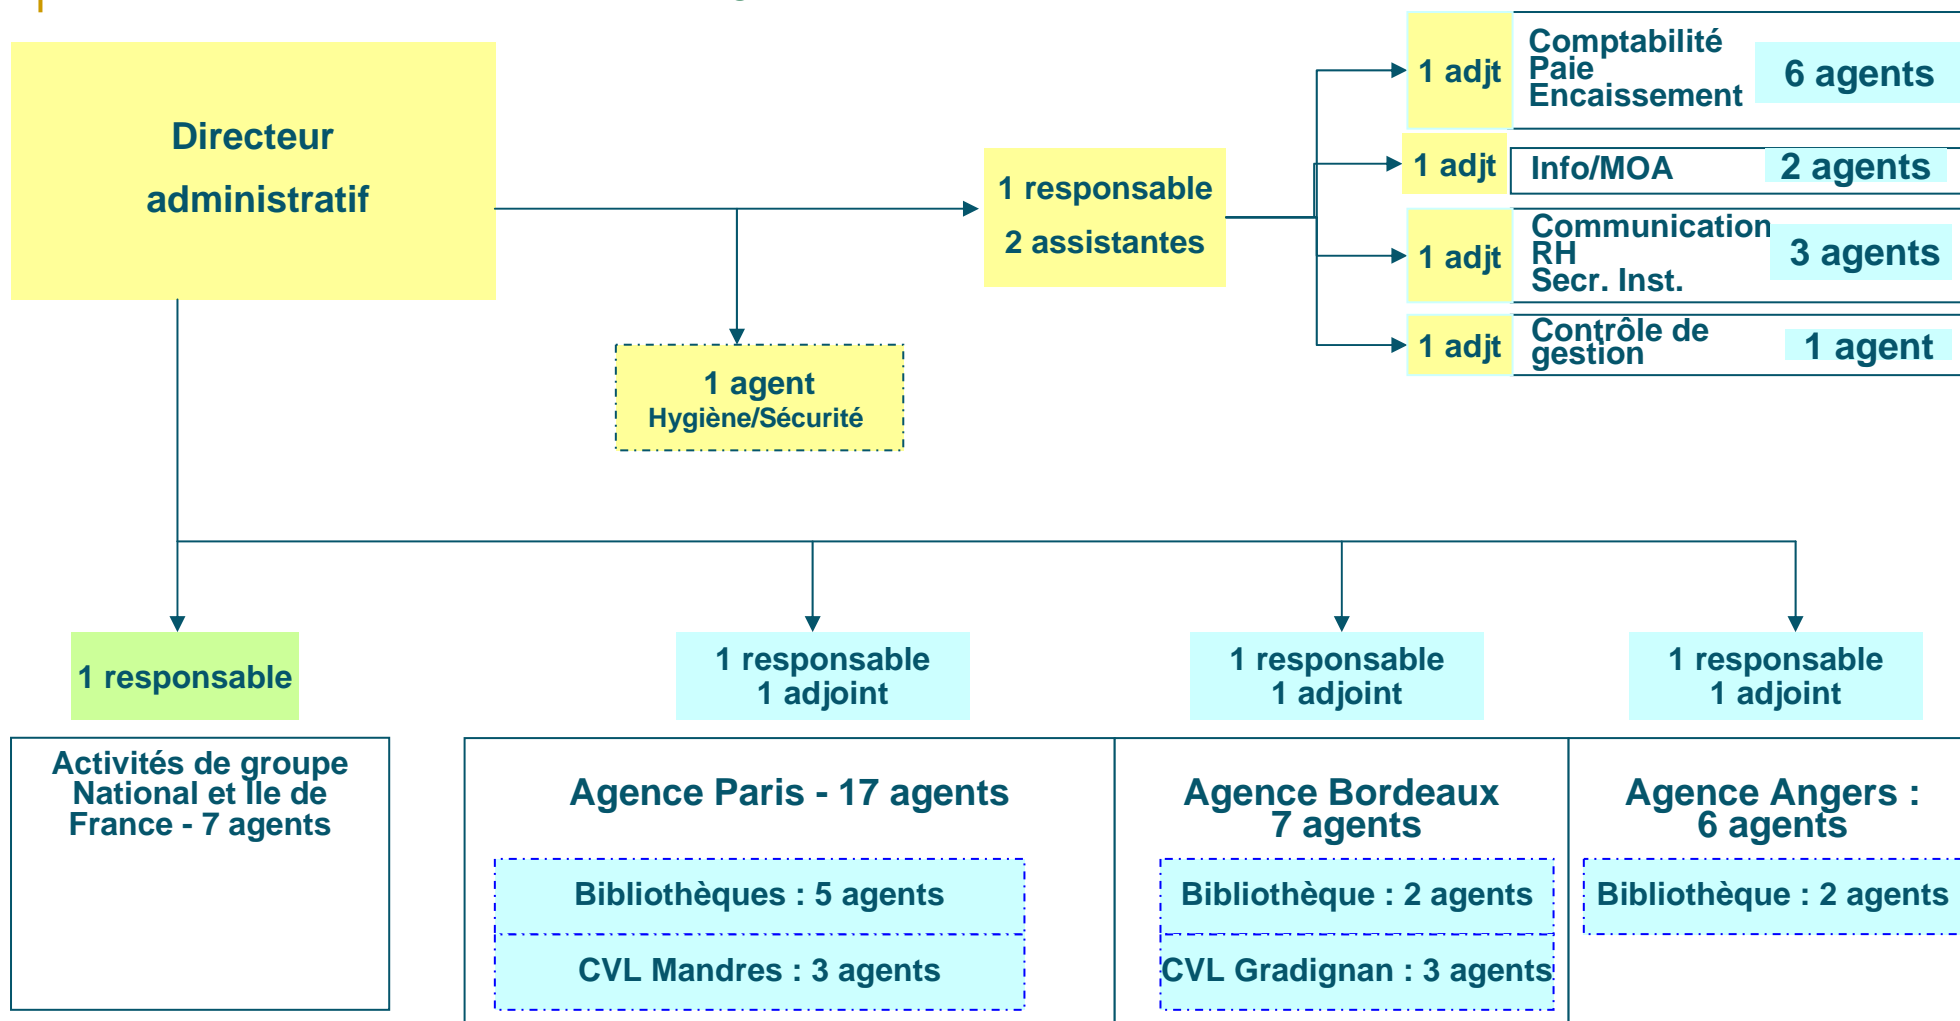 Directeur
administratif
1 responsable
2 assistantes
1 adjt
Comptabilité
Paie
Encaissement
6 agents
1 adjt
Info/MOA
2 agents
1 adjt
Communication
RH
Secr. Inst.
3 agents
1 adjt
Contrôle de
gestion
1 agent
1 agent
Hygiène/Sécurité
1 responsable
1 responsable
1 adjoint
1 responsable
1 adjoint
1 responsable
1 adjoint
Activités de groupe
National et Ile de
France - 7 agents
Agence Paris - 17 agents
Bibliothèques : 5 agents
CVL Mandres : 3 agents
Agence Bordeaux
7 agents
Bibliothèque : 2 agents
CVL Gradignan : 3 agents
Agence Angers :
6 agents
Bibliothèque : 2 agents